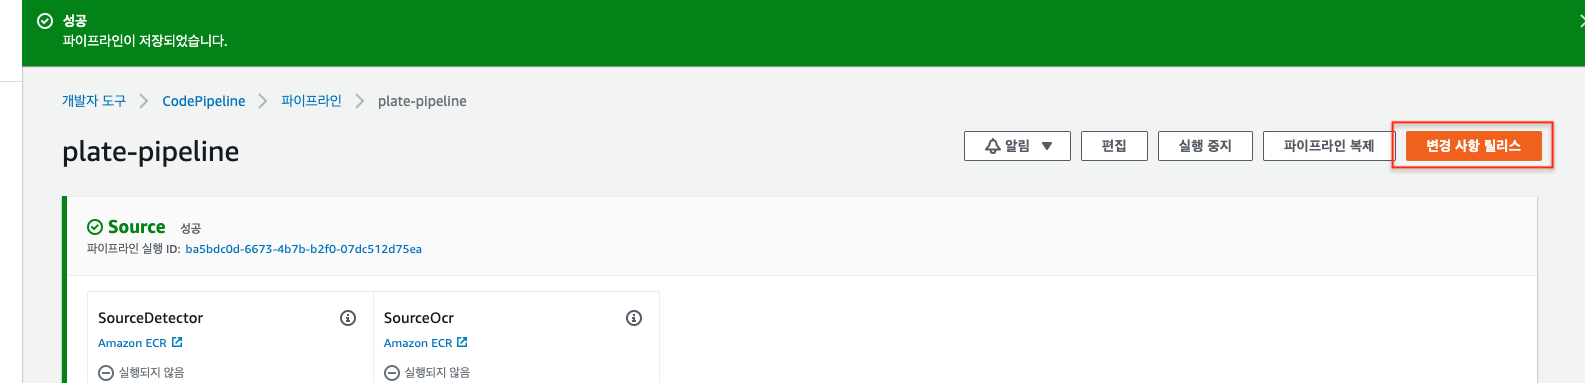 성공
파이프라인이 저장되었습니다.
개발자 도구 CodePipeline 파이프라인 plate-pipeline
plate-pipeline
알림 편집 실행 중지 파이프라인 복제 변경 사항 릴리스
Source 성공
파이프라인 실행 ID: ba5bdc0d-6673-4b7b-b2f0-07dc512d75ea
SourceDetector SourceOcr
Amazon ECR Amazon ECR
실행되지 않음 실행되지 않음